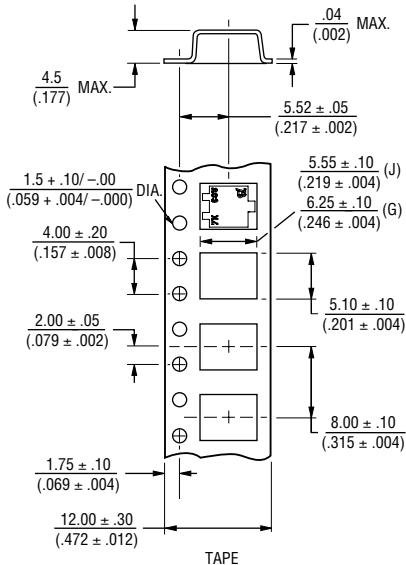 .04
(.002)
MAX.
4.5
(.177)
MAX.
5.52 ± .05
(.217 ± .002)
1.5 + .10/ –.00
(.059 + .004/ –.000)
DIA.
5.55 ± .10
(.219 ± .004)
(J)
6.25 ± .10
(.246 ± .004)
(G)
4.00 ± .20
(.157 ± .008)
5.10 ± .10
(.201 ± .004)
2.00 ± .05
(.079 ± .002)
8.00 ± .10
(.315 ± .004)
1.75 ± .10
(.069 ± .004)
12.00 ± .30
(.472 ± .012)
TAPE